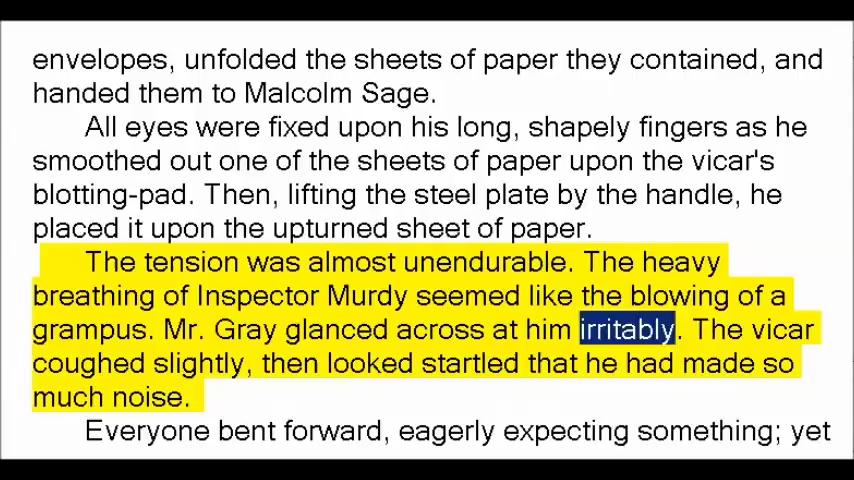 envelopes, unfolded the sheets of paper they contained, and
handed them to Malcolm Sage.
All eyes were fixed upon his long, shapely fingers as he
smoothed out one of the sheets of paper upon the vicar's
blotting-pad. Then, lifting the steel plate by the handle, he
placed it upon the upturned sheet of paper.
The tension was almost unendurable. The heavy
breathing of Inspector Murdy seemed like the blowing of a
grampus. Mr. Gray glanced across at him irritably. The vicar
coughed slightly, then looked startled that he had made so
much noise.
Everyone bent forward, eagerly expecting something; yet